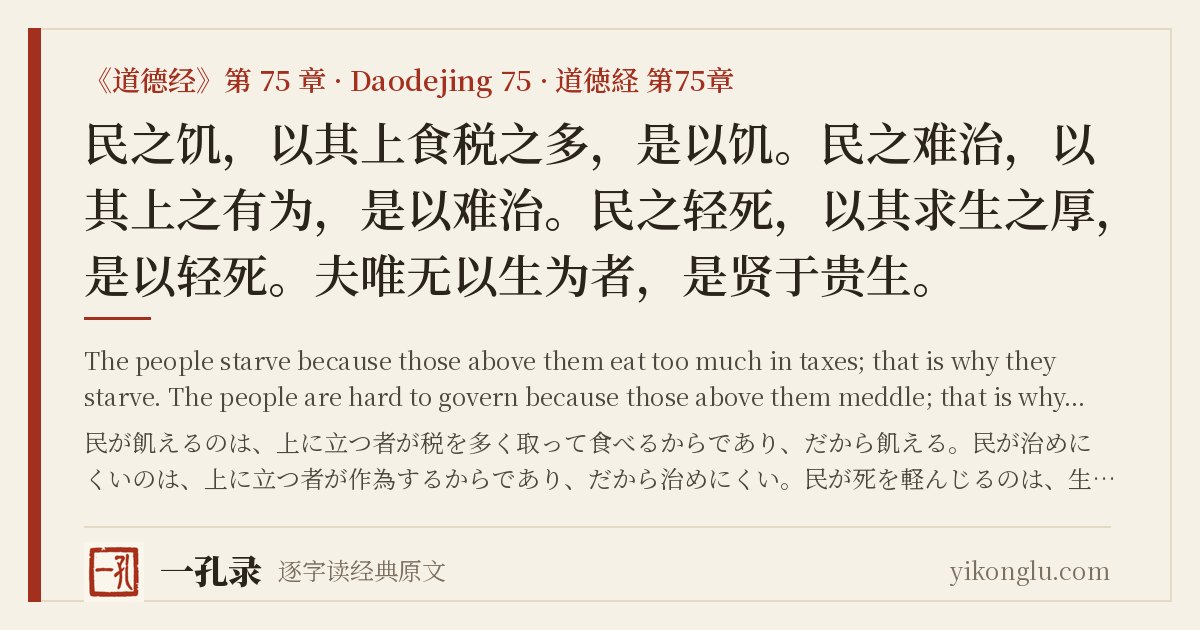 《道德经》第 75 章 · Daodejing 75 · 道徳経 第75章
民之饥，以其上食税之多，是以饥。民之难治，以
其上之有为，是以难治。民之轻死，以其求生之厚，
是以轻死。夫唯无以生为者，是贤于贵生。
The people starve because those above them eat too much in taxes; that is why they
starve. The people are hard to govern because those above them meddle; that is why…
民が飢えるのは、上に立つ者が税を多く取って食べるからであり、だから飢える。民が治めに
くいのは、上に立つ者が作為するからであり、だから治めにくい。民が死を軽んじるのは、生…
一孔
一孔录 逐字读经典原文
yikonglu.com